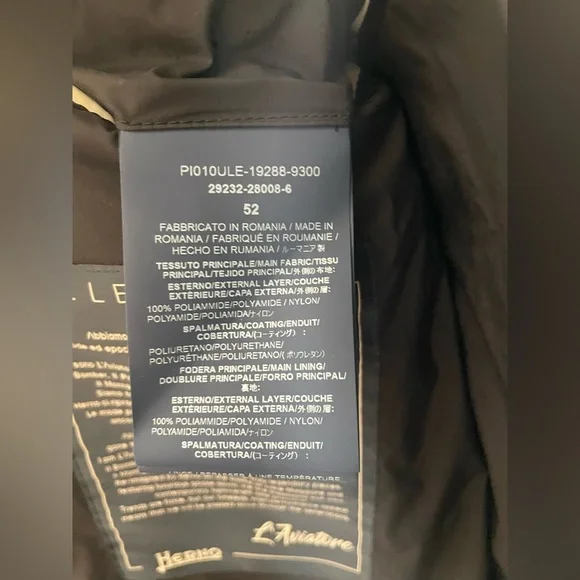 PI010ULE-19288-9300
29232-28008-6
52
FABBRICATO IN ROMANIA / MADE IN
ROMANIA / FABRIQUÉ EN ROUMANIE /
HECHO EN RUMANIA / ルーマニア製
TESSUTO PRINCIPALE/MAIN FABRIC/TISSU
PRINCIPAL/TEJIDO PRINCIPAL/外側の布地:
ESTERNO/EXTERNAL LAYER/COUCHE
EXTÉRIEURE/CAPA EXTERNA/外側の層:
100% POLIAMMIDE/POLYAMIDE / NYLON/
POLYAMIDE/POLIAMIDA/ナイロン
SPALMATURA/COATING/ENDUIT/
COBERTURA/(コーティング) :
POLIURETANO/POLYURETHANE/
POLYURÉTHANE/POLIURETANO/( ポリウレタン)
FODERA PRINCIPALE/MAIN LINING/
DOUBLURE PRINCIPALE/FORRO PRINCIPAL/
裏地:
ESTERNO/EXTERNAL LAYER/COUCHE
EXTÉRIEURE/CAPA EXTERNA/外側の層:
100% POLIAMMIDE/POLYAMIDE / NYLON/
POLYAMIDE/POLIAMIDA/ナイロン
SPALMATURA/COATING/ENDUIT/
COBERTURA/(コーティング) :
LE
Abbiamo
ed epoc
L'Aviatore
HERNO